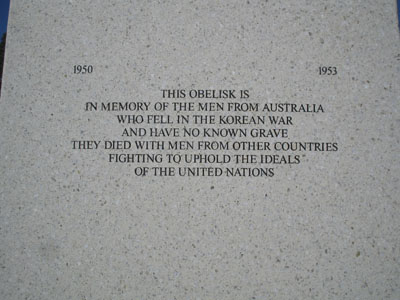 1950 1953
THIS OBELISK IS
IN MEMORY OF THE MEN FROM AUSTRALIA
WHO FELL IN THE KOREAN WAR
AND HAVE NO KNOWN GRAVE
THEY DIED WITH MEN FROM OTHER COUNTRIES
FIGHTING TO UPHOLD THE IDEALS
OF THE UNITED NATIONS